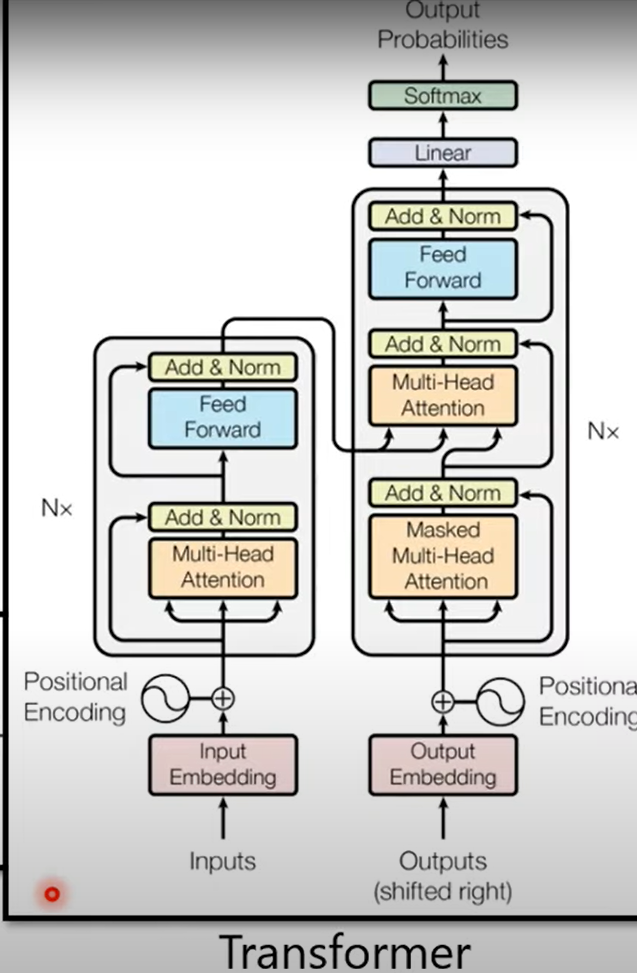 Output
Probabilities
Softmax
Linear
Add & Norm
Feed
Forward
Add & Norm
Multi-Head
Attention
Add & Norm
Masked
Multi-Head
Attention
Nx
Add & Norm
Feed
Forward
Add & Norm
Multi-Head
Attention
Nx
Positional
Encoding
Positiona
Encoding
Input
Embedding
Output
Embedding
Inputs
Outputs
(shifted right)
Transformer